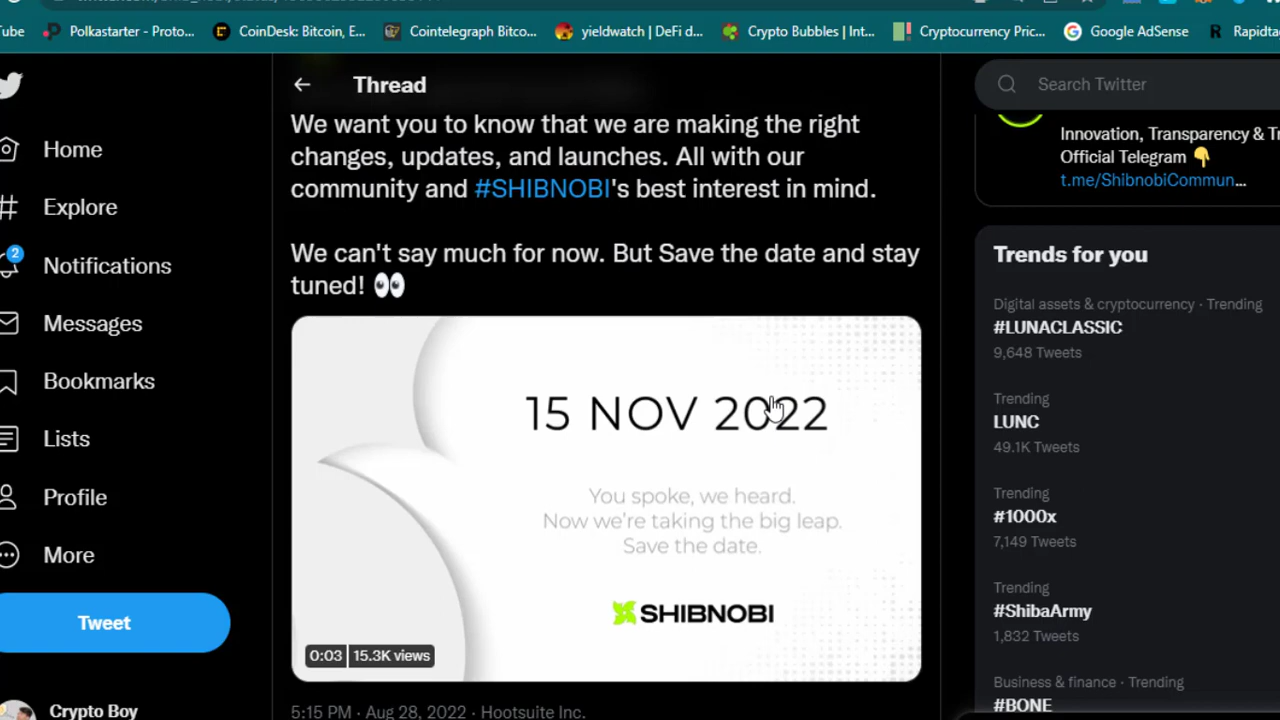 Tube
Polkastarter - Proto...
CoinDesk: Bitcoin, E...
Cointelegraph Bitco...
yieldwatch | DeFi d...
Crypto Bubbles | Int...
Cryptocurrency Pric...
Google AdSense
Rapidta
Home
Explore
2
Notifications
Messages
Bookmarks
Lists
Profile
More
Tweet
Crypto Boy
Thread
We want you to know that we are making the right
changes, updates, and launches. All with our
community and #SHIBNOBI's best interest in mind.
We can't say much for now. But Save the date and stay
tuned! 👀
15 NOV 2022
You spoke, we heard.
Now we're taking the big leap.
Save the date.
SHIBNOBI
0:03 15.3K views
5:15 PM · Aug 28, 2022 · Hootsuite Inc.
Search Twitter
Innovation, Transparency & T
Official Telegram 👇
t.me/ShibnobiCommun...
Trends for you
Digital assets & cryptocurrency · Trending
#LUNACLASSIC
9,648 Tweets
Trending
LUNC
49.1K Tweets
Trending
#1000x
7,149 Tweets
Trending
#ShibaArmy
1,832 Tweets
Business & finance · Trending
#BONE